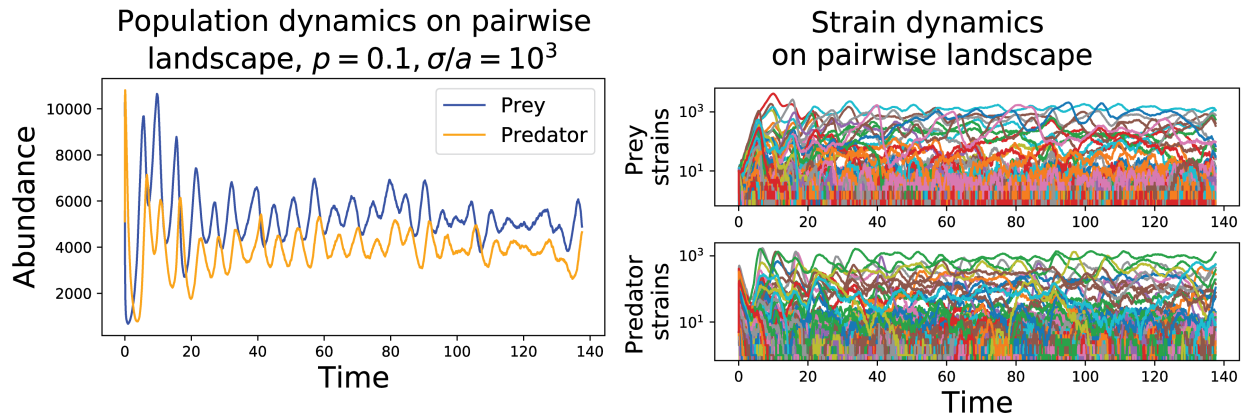 Population dynamics on pairwise
landscape, p = 0.1, σ/a = 10³
Abundance
10000
8000
6000
4000
2000
Prey
Predator
0 20 40 60 80 100 120 140
Time
Strain dynamics
on pairwise landscape
Prey
strains
10³
10¹
0 20 40 60 80 100 120 140
Predator
strains
10³
10¹
0 20 40 60 80 100 120 140
Time